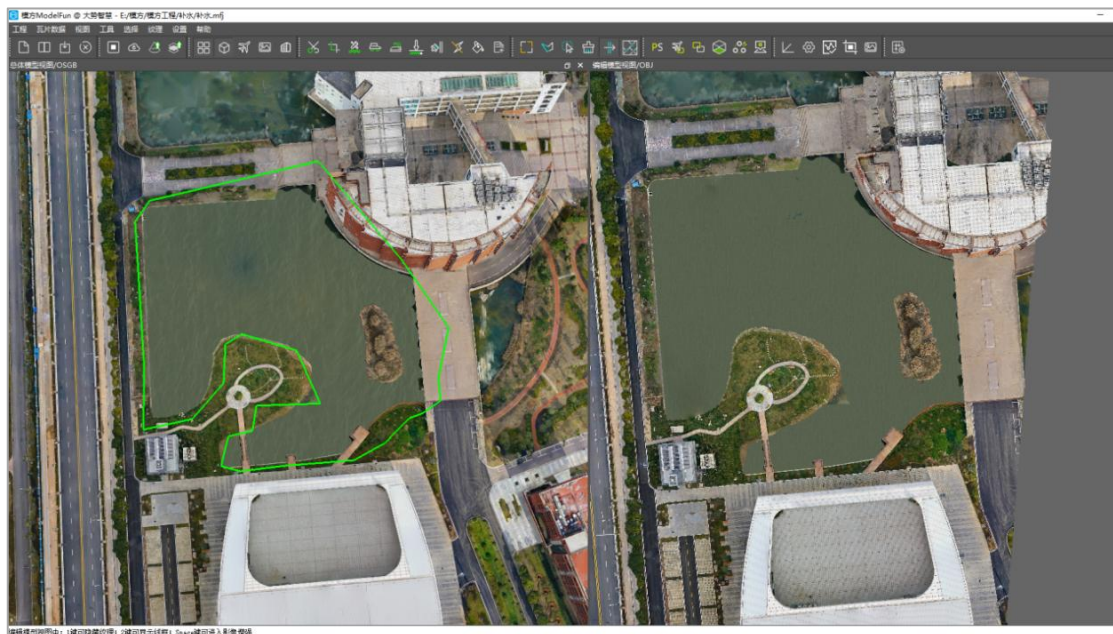 模方ModelFun @ 大势智慧 - E:/模方/模方工程/补水/补水.mfj
工程 瓦片数据 视图 工具 选择 纹理 设置 帮助
PS
总体模型视图/OSGB
编辑模型视图/OBJ